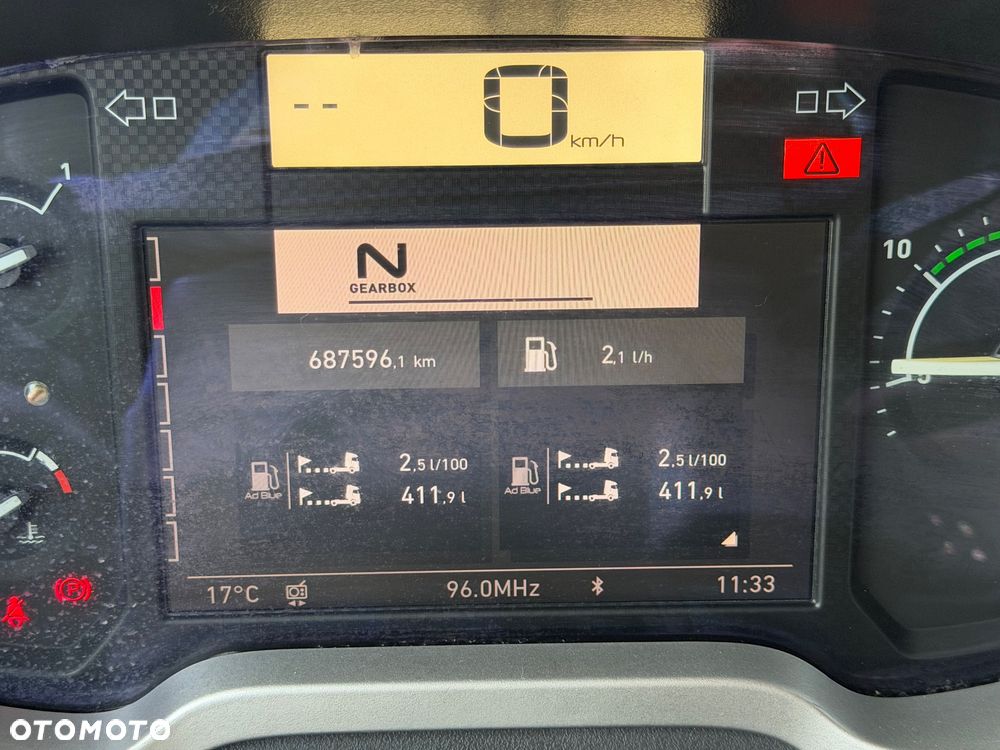 -- 0 km/h
1
N
GEARBOX
10
687596,1 km
2,1 l/h
Ad Blue
2,5 l/100
411,9 l
Ad Blue
2,5 l/100
411,9 l
P
17°C
96.0MHz
11:33
OTOMOTO